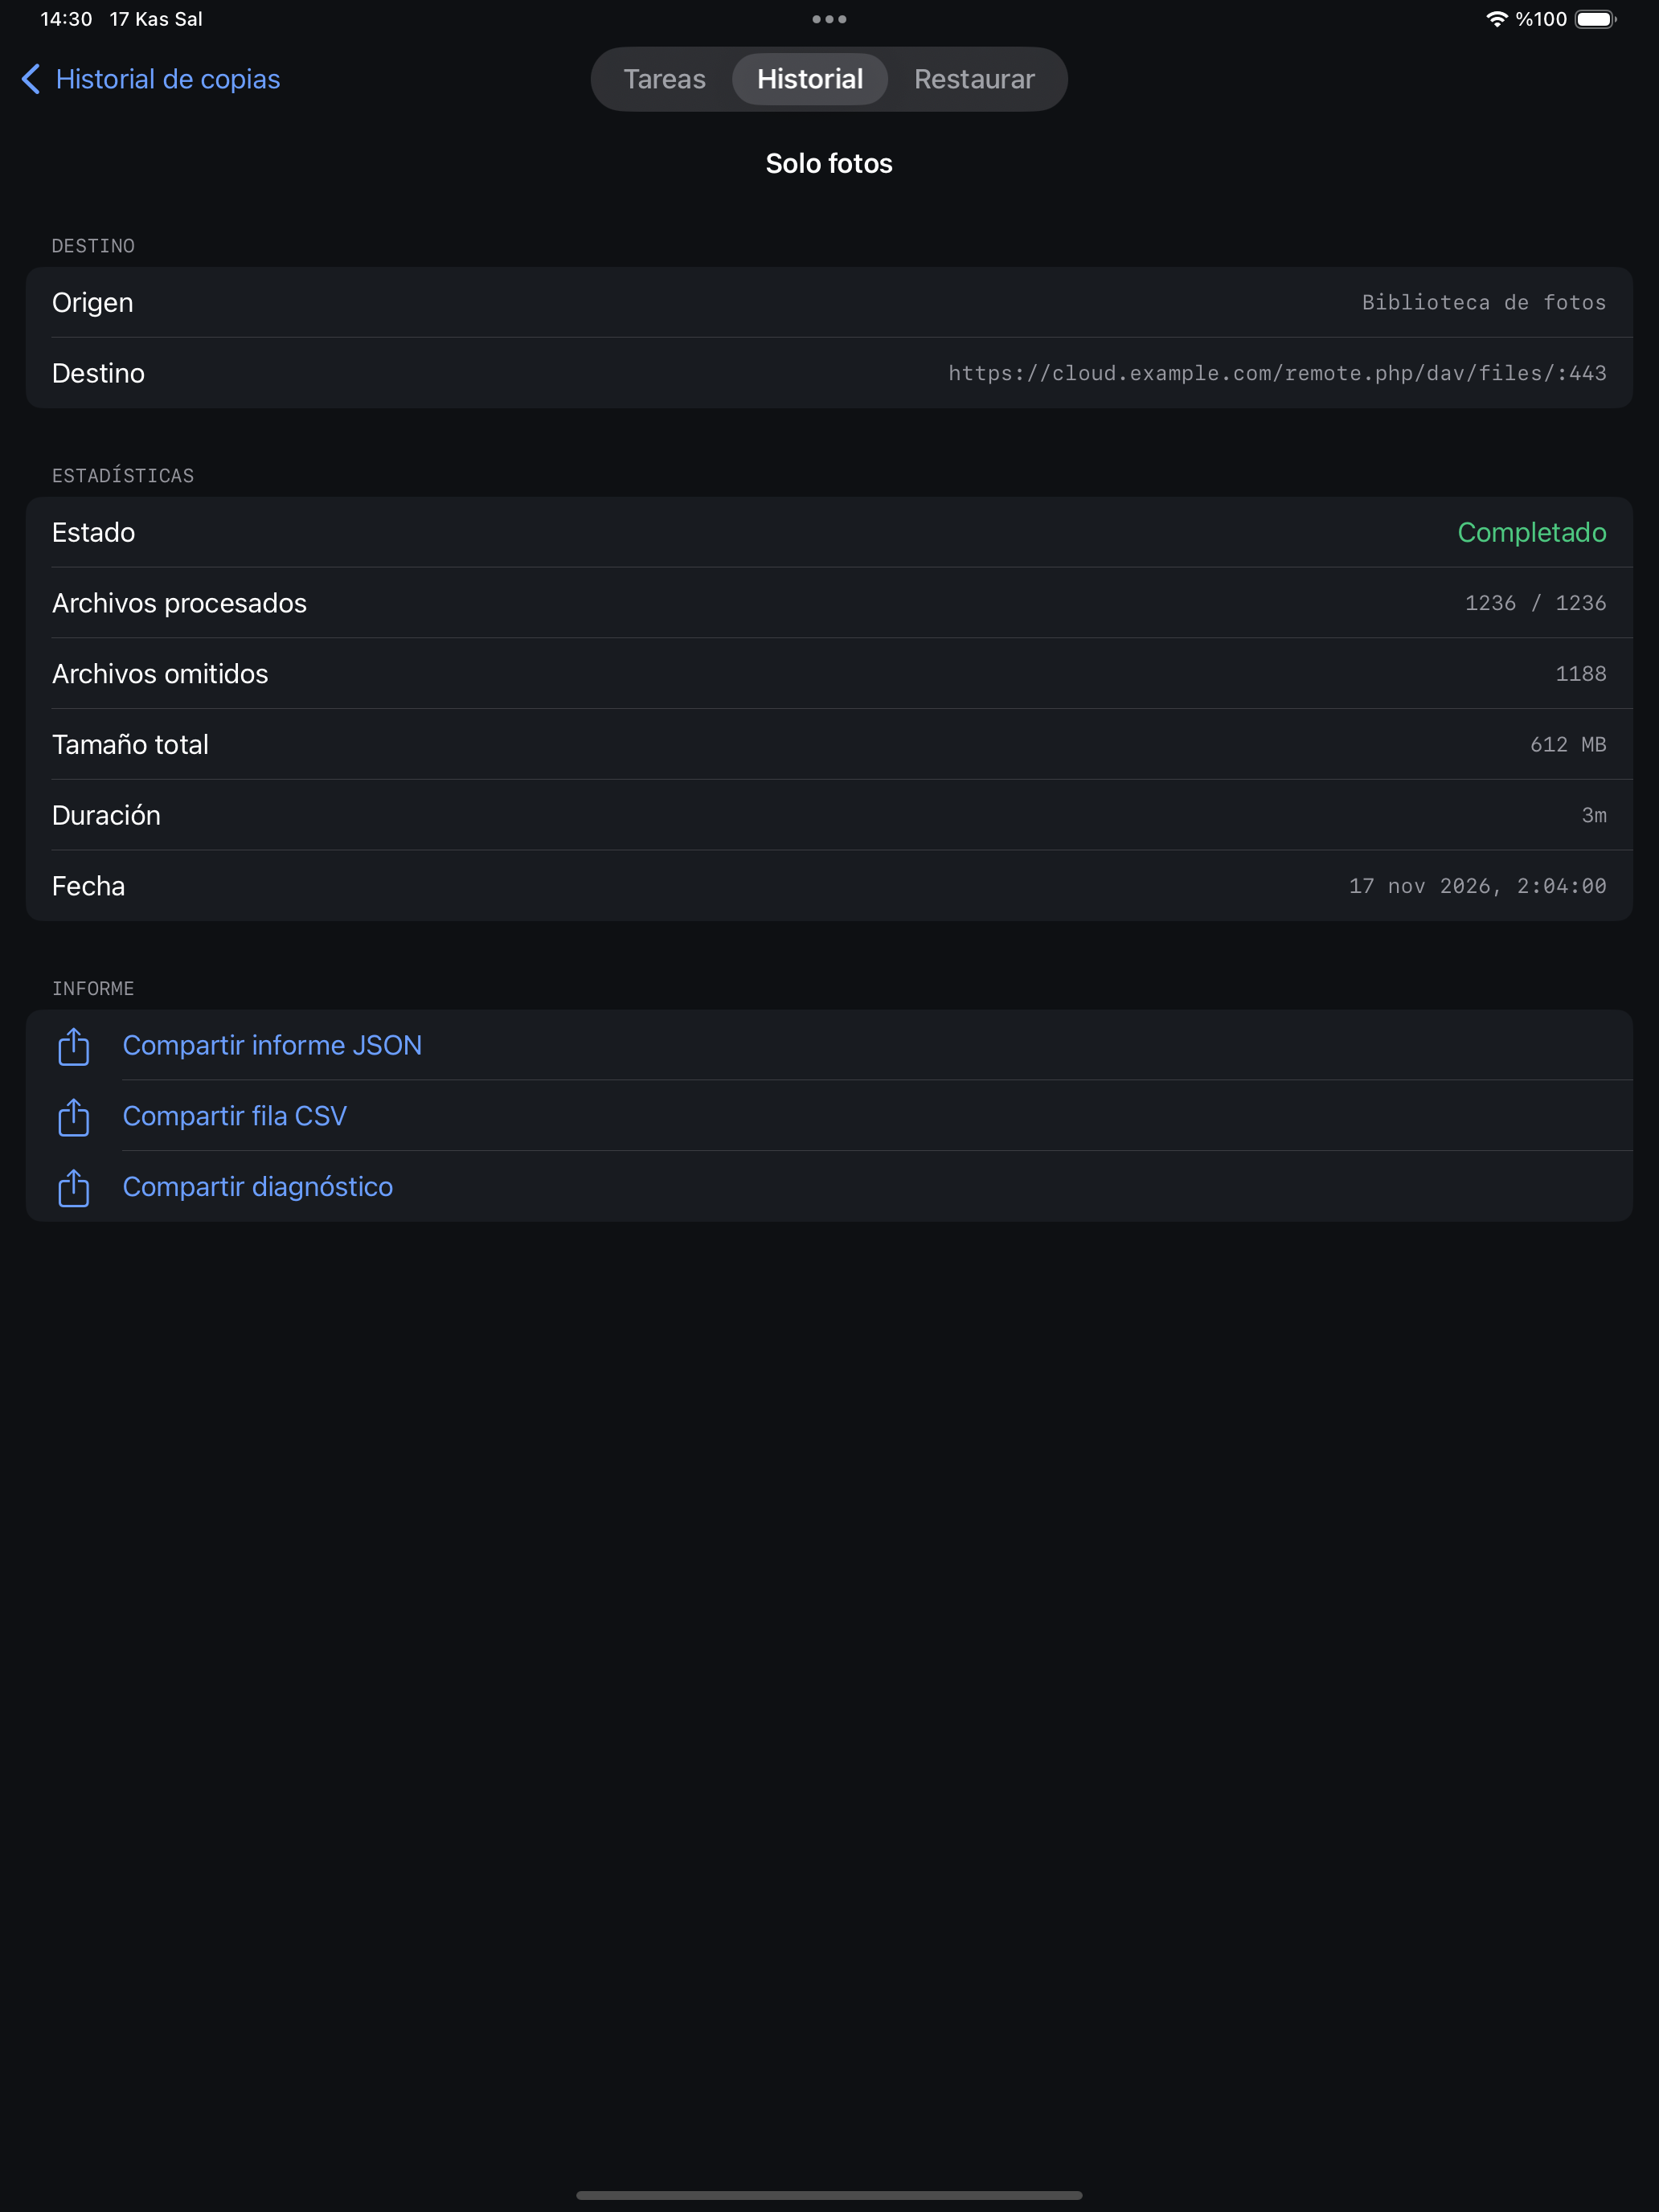 14:30 17 Kas Sal
%100
Historial de copias
Tareas Historial Restaurar
Solo fotos
DESTINO
Origen Biblioteca de fotos
Destino https://cloud.example.com/remote.php/dav/files/:443
ESTADÍSTICAS
Estado Completado
Archivos procesados 1236 / 1236
Archivos omitidos 1188
Tamaño total 612 MB
Duración 3m
Fecha 17 nov 2026, 2:04:00
INFORME
Compartir informe JSON
Compartir fila CSV
Compartir diagnóstico